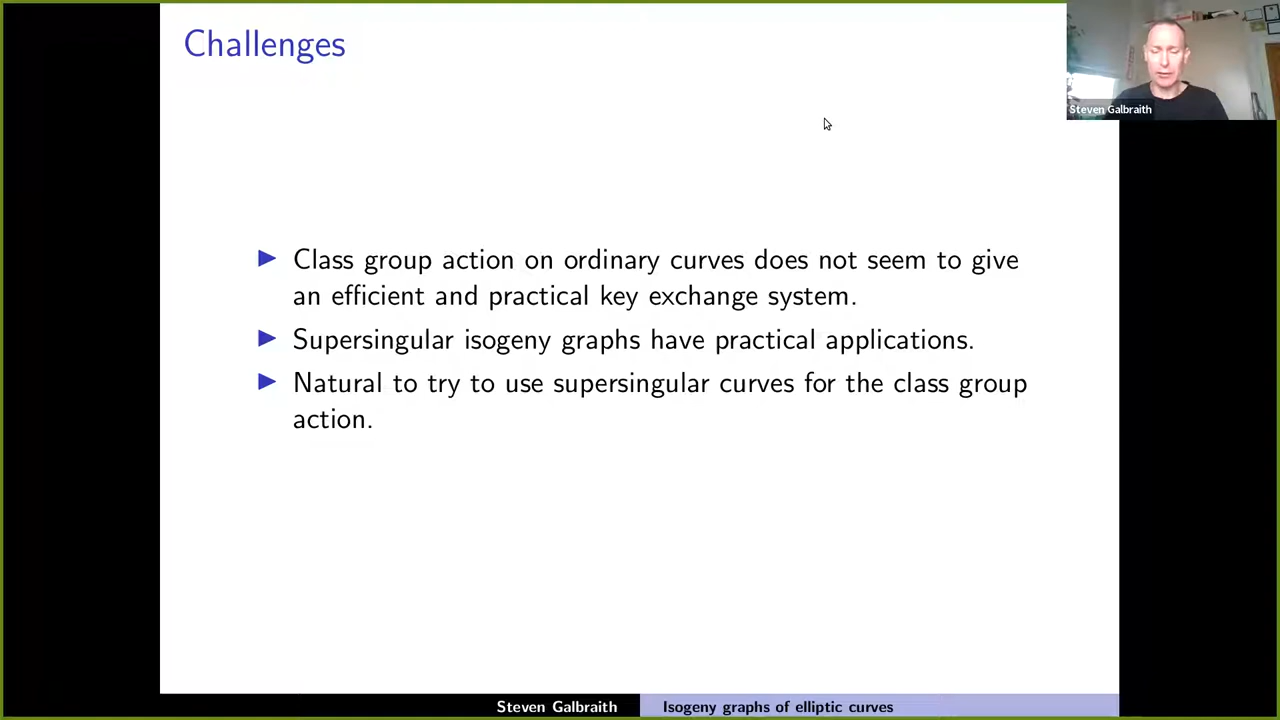 Challenges
Steven Galbraith
▶ Class group action on ordinary curves does not seem to give
an efficient and practical key exchange system.
▶ Supersingular isogeny graphs have practical applications.
▶ Natural to try to use supersingular curves for the class group
action.
Steven Galbraith
Isogeny graphs of elliptic curves